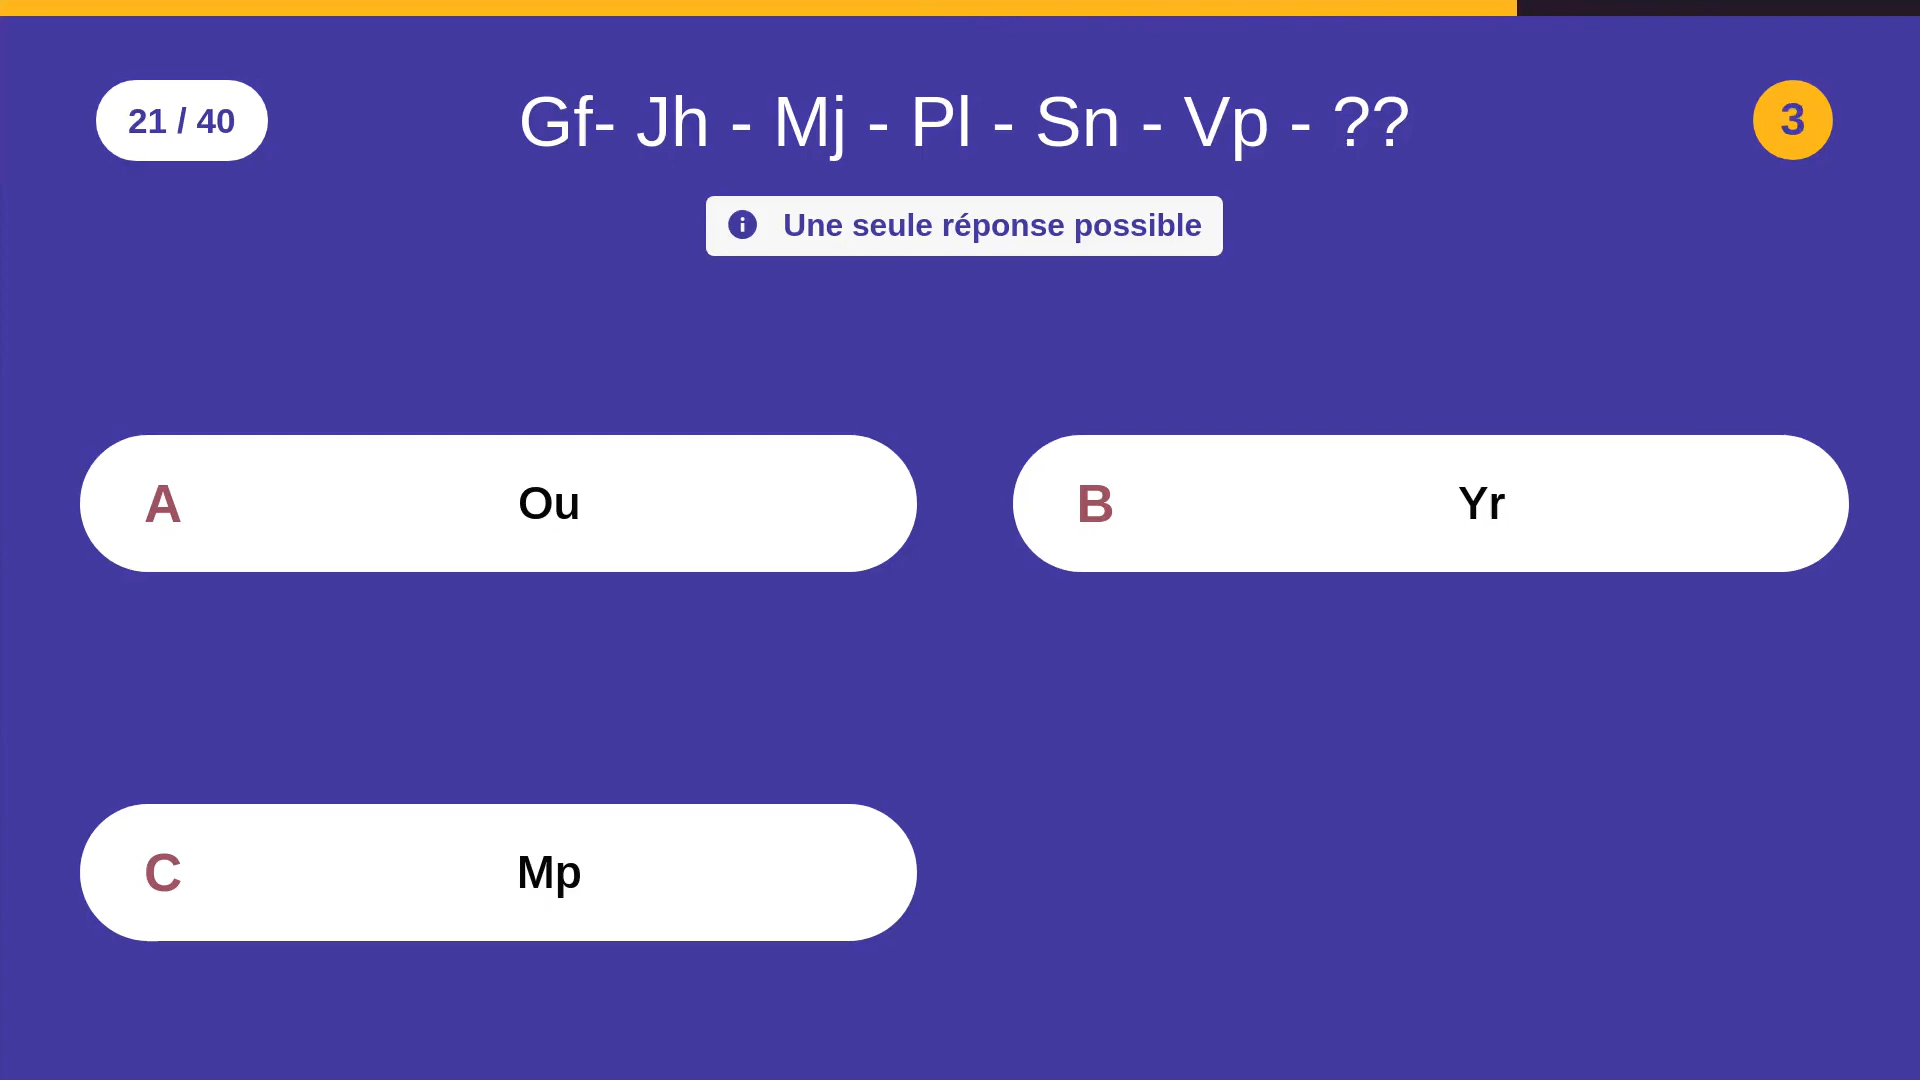 21 / 40
Gf- Jh - Mj - Pl - Sn - Vp - ??
3
Une seule réponse possible
A Ou
B Yr
C Mp